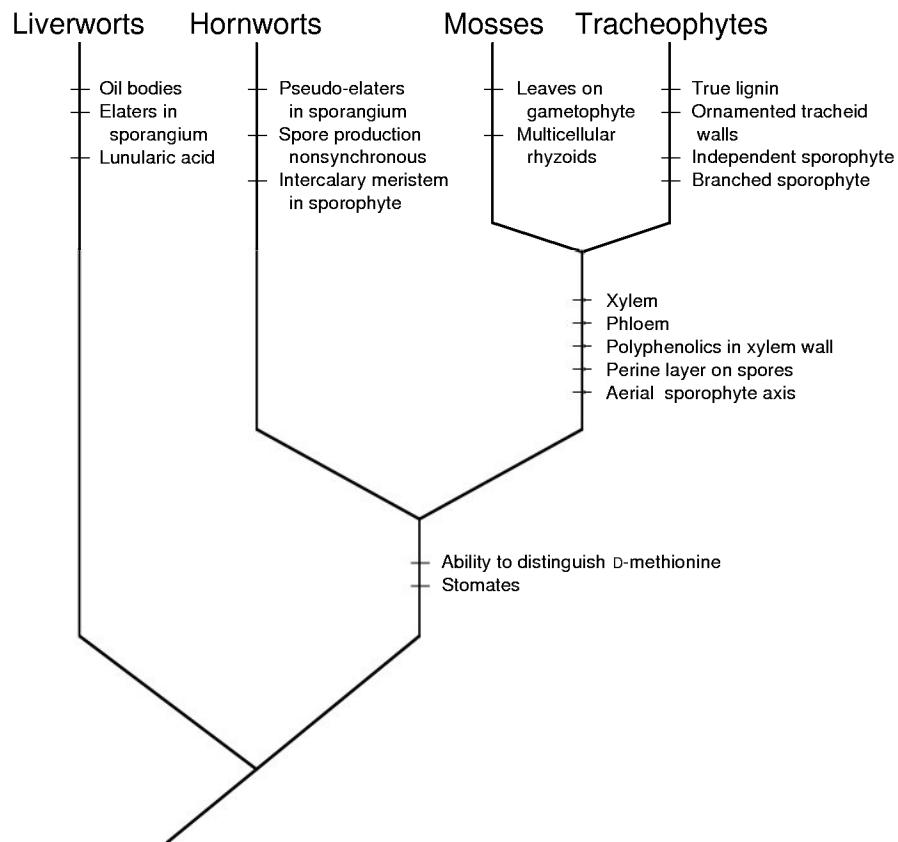 Liverworts Hornworts Mosses Tracheophytes
Oil bodies
Elaters in
sporangium
Lunularic acid
Pseudo-elaters
in sporangium
Spore production
nonsynchronous
Intercalary meristem
in sporophyte
Leaves on
gametophyte
Multicellular
rhyzoids
True lignin
Ornamented tracheid
walls
Independent sporophyte
Branched sporophyte
Xylem
Phloem
Polyphenolics in xylem wall
Perine layer on spores
Aerial sporophyte axis
Ability to distinguish D-methionine
Stomates